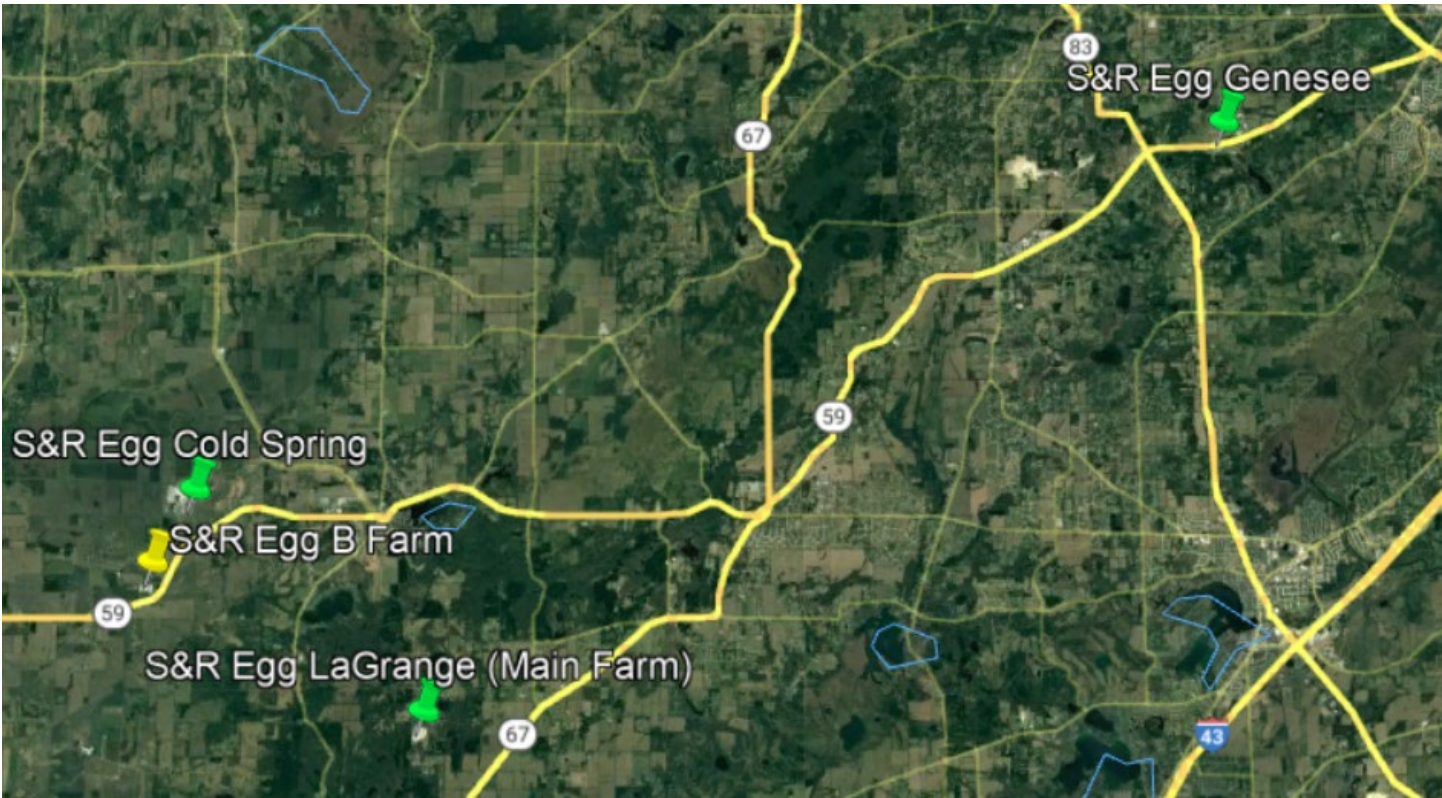 83
S&R Egg Genesee
67
59
S&R Egg Cold Spring
S&R Egg B Farm
59
S&R Egg LaGrange (Main Farm)
67
43